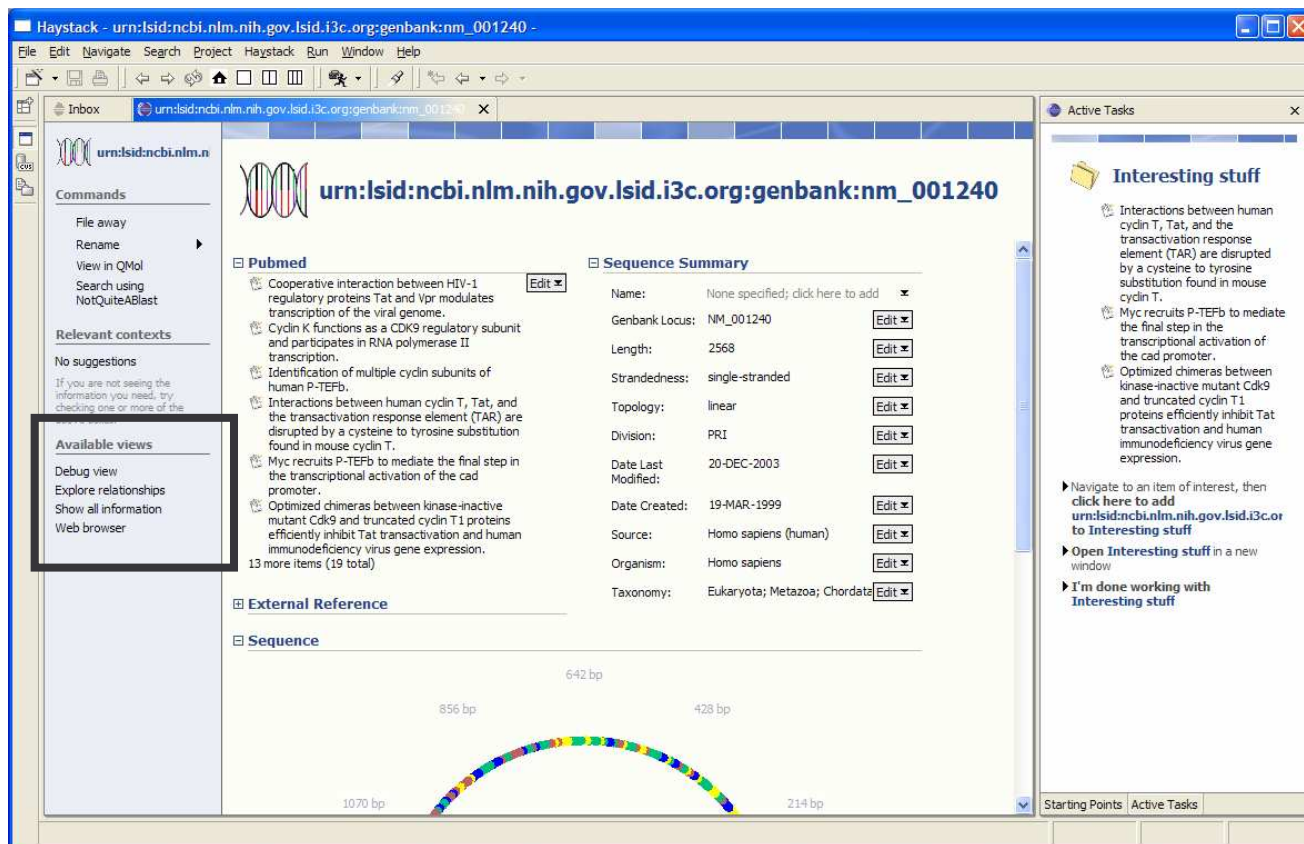 Haystack - urn:lsid:ncbi.nlm.nih.gov.lsid.i3c.org:genbank:nm_001240 -
File Edit Navigate Search Project Haystack Run Window Help
Inbox
urn:lsid:ncbi.nlm.nih.gov.lsid.i3c.org:genbank:nm_001240
Active Tasks
urn:lsid:ncbi.nlm.n
Commands
File away
Rename
View in QMol
Search using
NotQuiteABlast
Relevant contexts
No suggestions
If you are not seeing the
information you need, try
checking one or more of the
Available views
Debug view
Explore relationships
Show all information
Web browser
urn:lsid:ncbi.nlm.nih.gov.lsid.i3c.org:genbank:nm_001240
Pubmed
Edit
Cooperative interaction between HIV-1
regulatory proteins Tat and Vpr modulates
transcription of the viral genome.
Cyclin K functions as a CDK9 regulatory subunit
and participates in RNA polymerase II
transcription.
Identification of multiple cyclin subunits of
human P-TEFb.
Interactions between human cyclin T, Tat, and
the transactivation response element (TAR) are
disrupted by a cysteine to tyrosine substitution
found in mouse cyclin T.
Myc recruits P-TEFb to mediate the final step in
the transcriptional activation of the cad
promoter.
Optimized chimeras between kinase-inactive
mutant Cdk9 and truncated cyclin T1 proteins
efficiently inhibit Tat transactivation and human
immunodeficiency virus gene expression.
13 more items (19 total)
External Reference
Sequence
Sequence Summary
Name: None specified; click here to add
Genbank Locus: NM_001240 Edit
Length: 2568 Edit
Strandedness: single-stranded Edit
Topology: linear Edit
Division: PRI Edit
Date Last
Modified: 20-DEC-2003 Edit
Date Created: 19-MAR-1999 Edit
Source: Homo sapiens (human) Edit
Organism: Homo sapiens Edit
Taxonomy: Eukaryota; Metazoa; Chordata Edit
642 bp
856 bp
428 bp
1070 bp
214 bp
Interesting stuff
Interactions between human
cyclin T, Tat, and the
transactivation response
element (TAR) are disrupted
by a cysteine to tyrosine
substitution found in mouse
cyclin T.
Myc recruits P-TEFb to mediate
the final step in the
transcriptional activation of
the cad promoter.
Optimized chimeras between
kinase-inactive mutant Cdk9
and truncated cyclin T1
proteins efficiently inhibit Tat
transactivation and human
immunodeficiency virus gene
expression.
Navigate to an item of interest, then
click here to add
urn:lsid:ncbi.nlm.nih.gov.lsid.i3c.or
to Interesting stuff
Open Interesting stuff in a new
window
I'm done working with
Interesting stuff
Starting Points Active Tasks